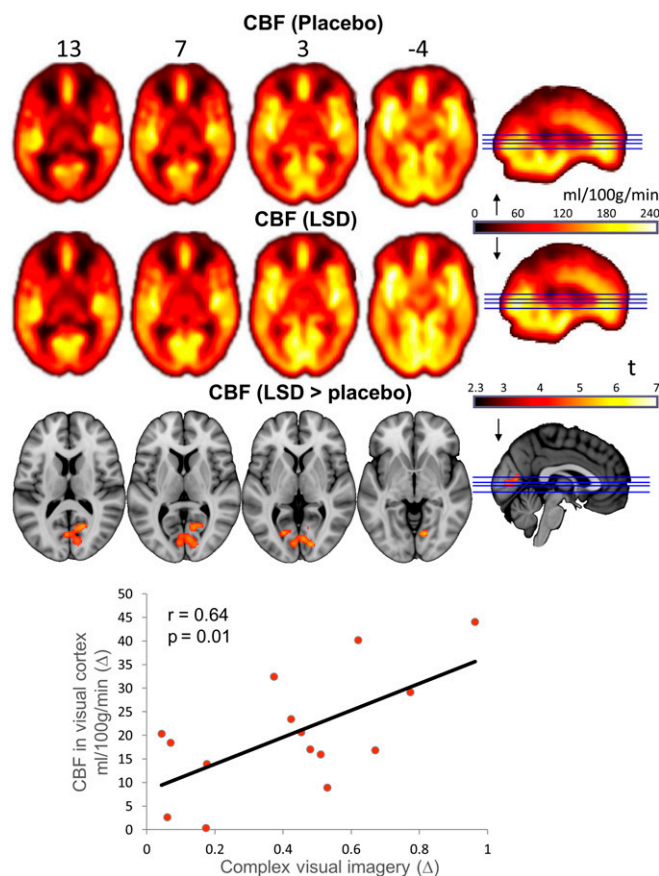 CBF (Placebo)
13 7 3 -4
ml/100g/min
0 60 120 180 240
CBF (LSD)
CBF (LSD > placebo)
t
2.3 3 4 5 6 7
r = 0.64
p = 0.01
CBF in visual cortex
ml/100g/min (Δ)
50
45
40
35
30
25
20
15
10
5
0
0 0.2 0.4 0.6 0.8 1
Complex visual imagery (Δ)